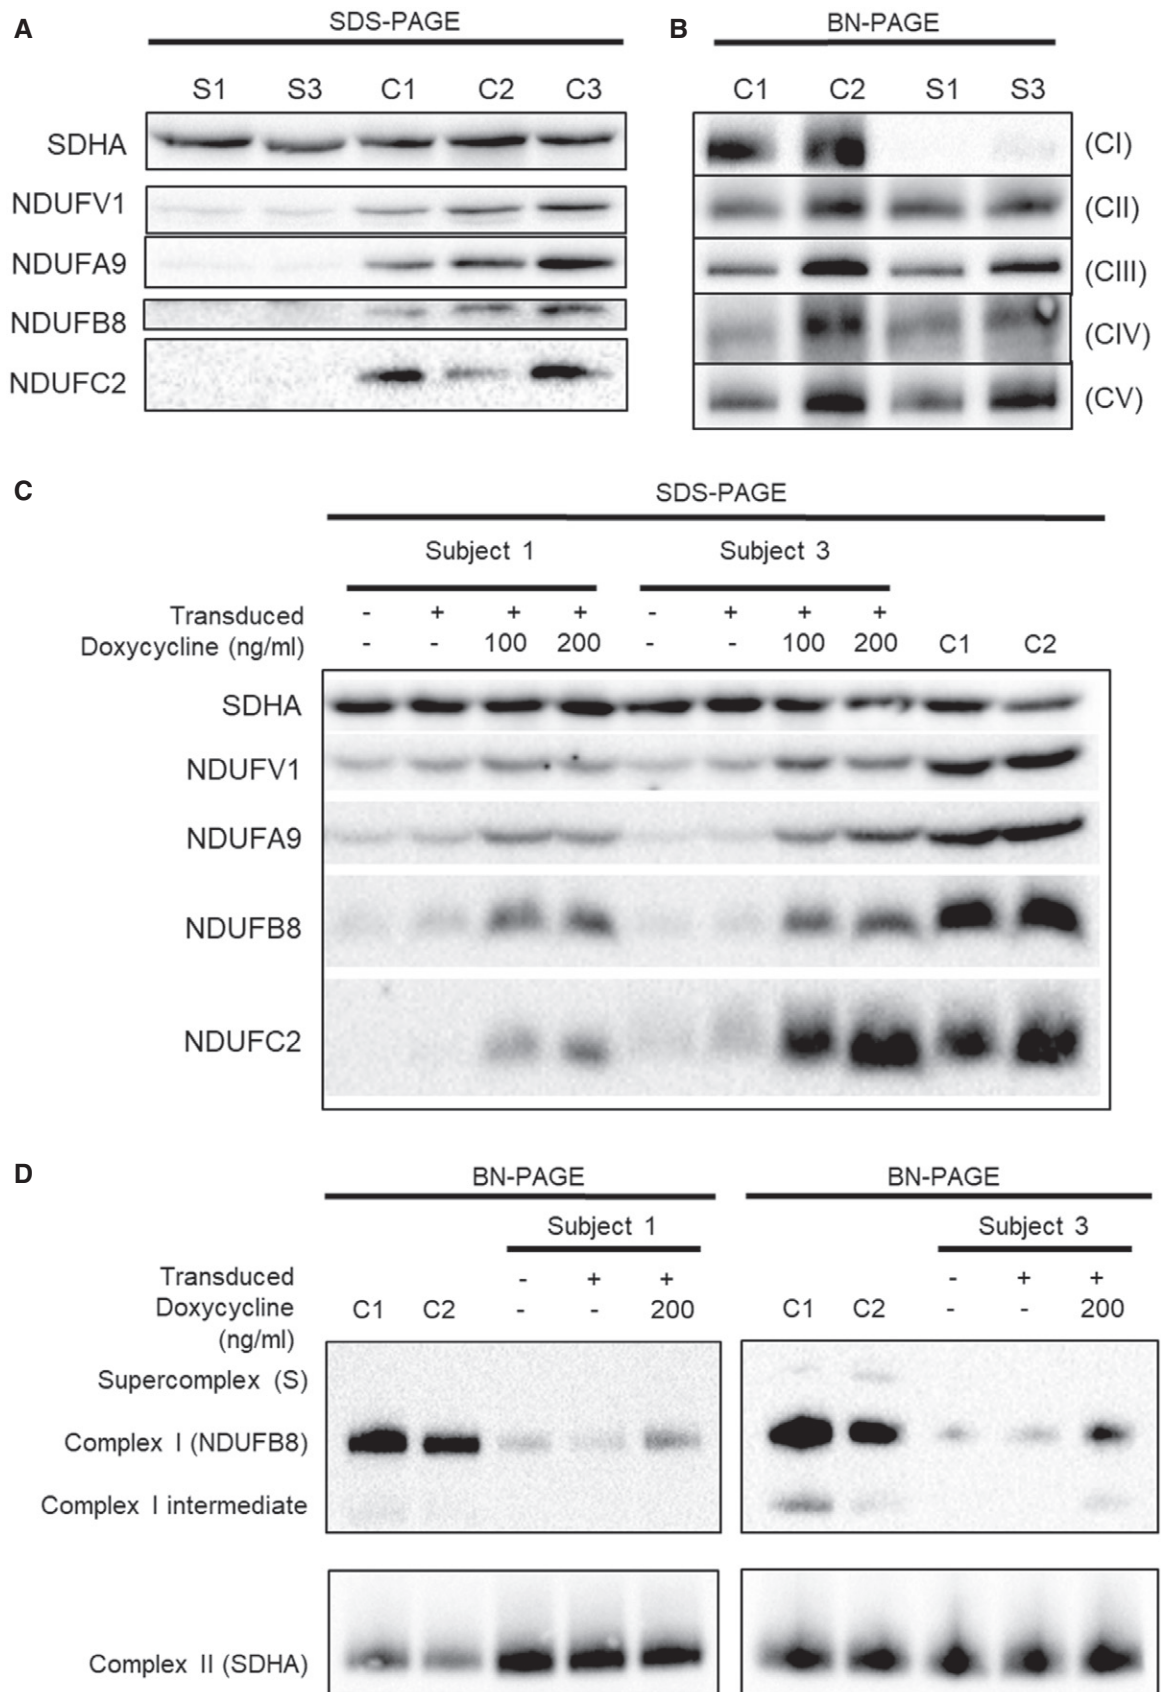 A
SDS-PAGE
S1 S3 C1 C2 C3
SDHA
NDUFV1
NDUFA9
NDUFB8
NDUFC2
B
BN-PAGE
C1 C2 S1 S3
(CI)
(CII)
(CIII)
(CIV)
(CV)
C
SDS-PAGE
Subject 1 Subject 3
Transduced - + + + - + + +
Doxycycline (ng/ml) - - 100 200 - - 100 200 C1 C2
SDHA
NDUFV1
NDUFA9
NDUFB8
NDUFC2
D
BN-PAGE BN-PAGE
Subject 1 Subject 3
Transduced - + + - + +
Doxycycline C1 C2 - - 200 C1 C2 - - 200
(ng/ml)
Supercomplex (S)
Complex I (NDUFB8)
Complex I intermediate
Complex II (SDHA)